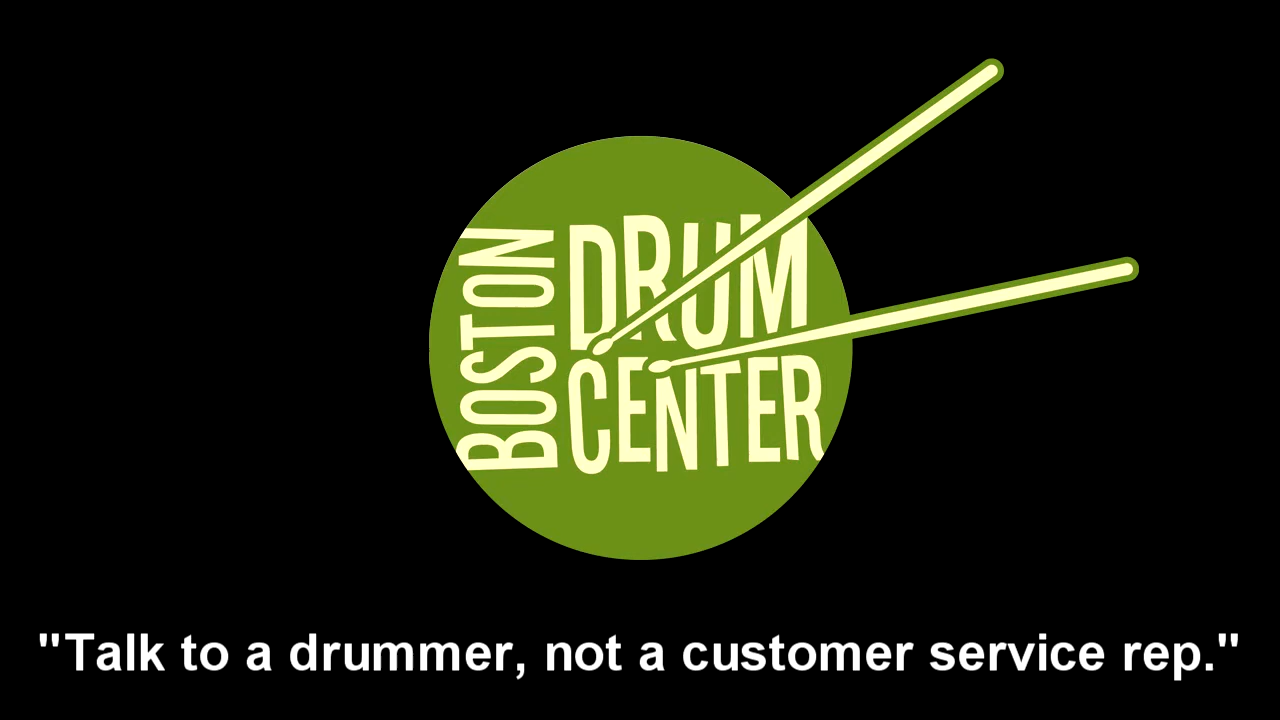 BOSTON
DRUM
CENTER
"Talk to a drummer, not a customer service rep."